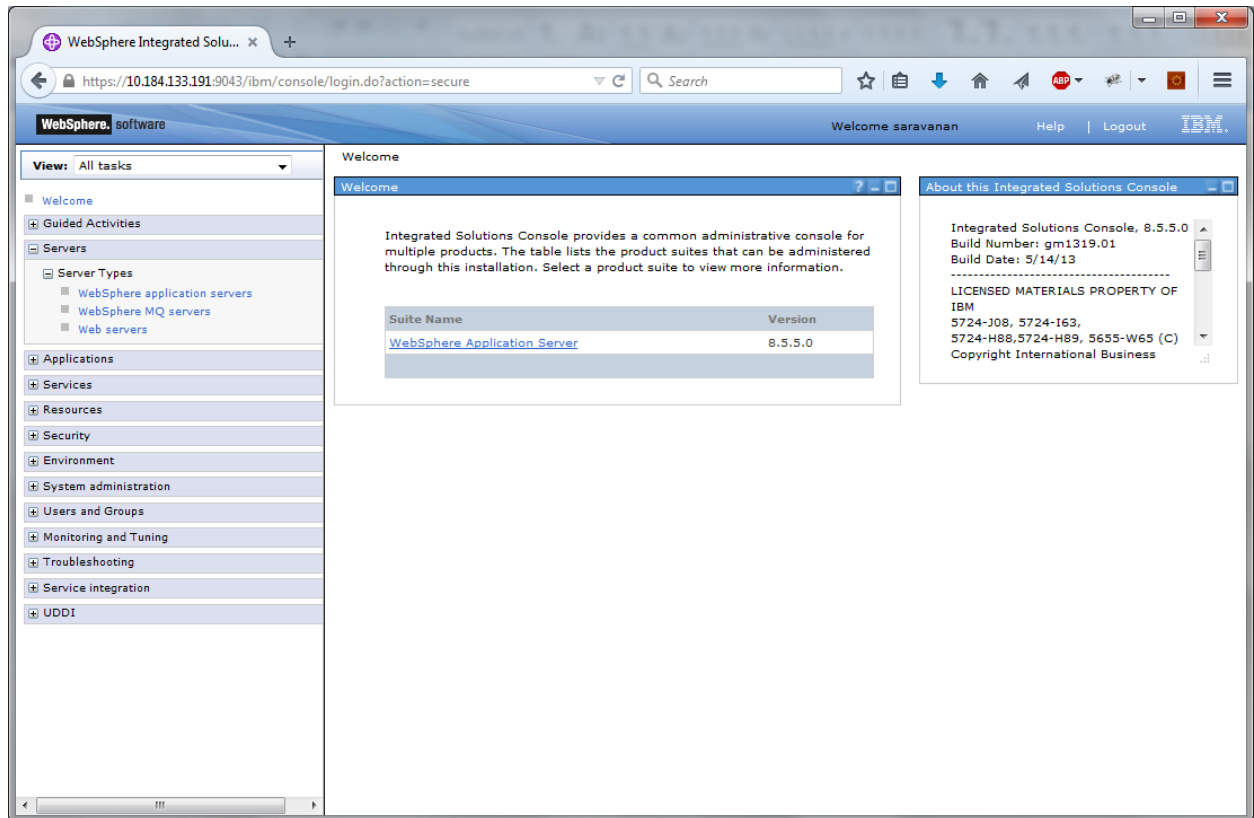 WebSphere Integrated Solu...
https://10.184.133.191:9043/ibm/console/login.do?action=secure
Search
ABP
WebSphere. software
Welcome saravanan
Help | Logout
IBM.
View: All tasks
Welcome
Guided Activities
Servers
Server Types
WebSphere application servers
WebSphere MQ servers
Web servers
Applications
Services
Resources
Security
Environment
System administration
Users and Groups
Monitoring and Tuning
Troubleshooting
Service integration
UDDI
Welcome
Welcome
Integrated Solutions Console provides a common administrative console for
multiple products. The table lists the product suites that can be administered
through this installation. Select a product suite to view more information.
Suite Name Version
WebSphere Application Server 8.5.5.0
About this Integrated Solutions Console
Integrated Solutions Console, 8.5.5.0
Build Number: gm1319.01
Build Date: 5/14/13
----------------------------------------
LICENSED MATERIALS PROPERTY OF
IBM
5724-J08, 5724-I63,
5724-H88,5724-H89, 5655-W65 (C)
Copyright International Business